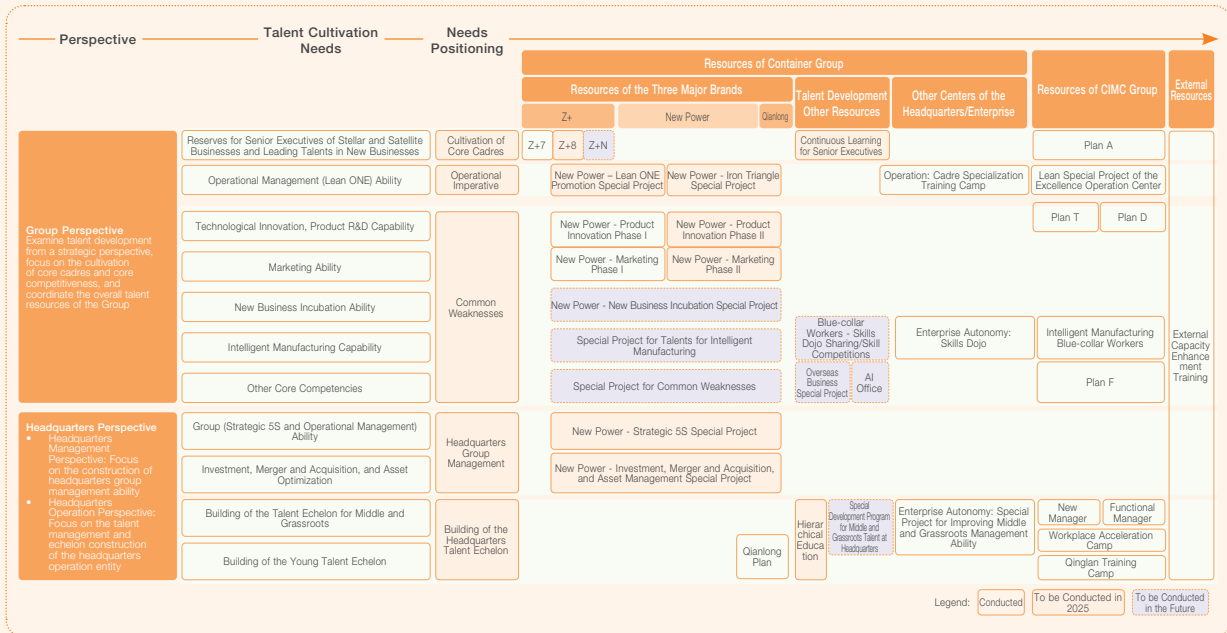 Perspective
Talent Cultivation
Needs
Needs
Positioning
Resources of Container Group
Resources of the Three Major Brands
Talent Development
Other Resources
Other Centers of the
Headquarters/Enterprise
Resources of CIMC Group
External
Resources
Z+
New Power
Qianlong
Group Perspective
Examine talent development
from a strategic perspective,
focus on the cultivation
of core cadres and core
competitiveness, and
coordinate the overall talent
resources of the Group
Reserves for Senior Executives of Stellar and Satellite
Businesses and Leading Talents in New Businesses
Cultivation of
Core Cadres
Z+7
Z+8
Z+N
Continuous Learning
for Senior Executives
Plan A
Operational Management (Lean ONE) Ability
Operational
Imperative
New Power – Lean ONE
Promotion Special Project
New Power - Iron Triangle
Special Project
Operation: Cadre Specialization
Training Camp
Lean Special Project of the
Excellence Operation Center
Technological Innovation, Product R&D Capability
Common
Weaknesses
New Power - Product
Innovation Phase I
New Power - Product
Innovation Phase II
Plan T
Plan D
Marketing Ability
New Power - Marketing
Phase I
New Power - Marketing
Phase II
New Business Incubation Ability
New Power - New Business Incubation Special Project
Intelligent Manufacturing Capability
Special Project for Talents for Intelligent
Manufacturing
Blue-collar
Workers - Skills
Dojo Sharing/Skill
Competitions
Enterprise Autonomy:
Skills Dojo
Intelligent Manufacturing
Blue-collar Workers
Other Core Competencies
Special Project for Common Weaknesses
Overseas
Business
Special Project
AI
Office
Plan F
External
Capacity
Enhance
ment
Training
Headquarters Perspective
• Headquarters
Management
Perspective: Focus
on the construction of
headquarters group
management ability
• Headquarters
Operation Perspective:
Focus on the talent
management and
echelon construction
of the headquarters
operation entity
Group (Strategic 5S and Operational Management)
Ability
Headquarters
Group
Management
New Power - Strategic 5S Special Project
Investment, Merger and Acquisition, and Asset
Optimization
New Power - Investment, Merger and Acquisition,
and Asset Management Special Project
Building of the Talent Echelon for Middle and
Grassroots
Building of the
Headquarters
Talent Echelon
Hierar
chical
Educa
tion
Special
Development Program
for Middle and
Grassroots Talent at
Headquarters
Enterprise Autonomy: Special
Project for Improving Middle
and Grassroots Management
Ability
New
Manager
Functional
Manager
Workplace Acceleration
Camp
Building of the Young Talent Echelon
Qianlong
Plan
Qinglan Training
Camp
Legend:
Conducted
To be Conducted in
2025
To be Conducted
in the Future